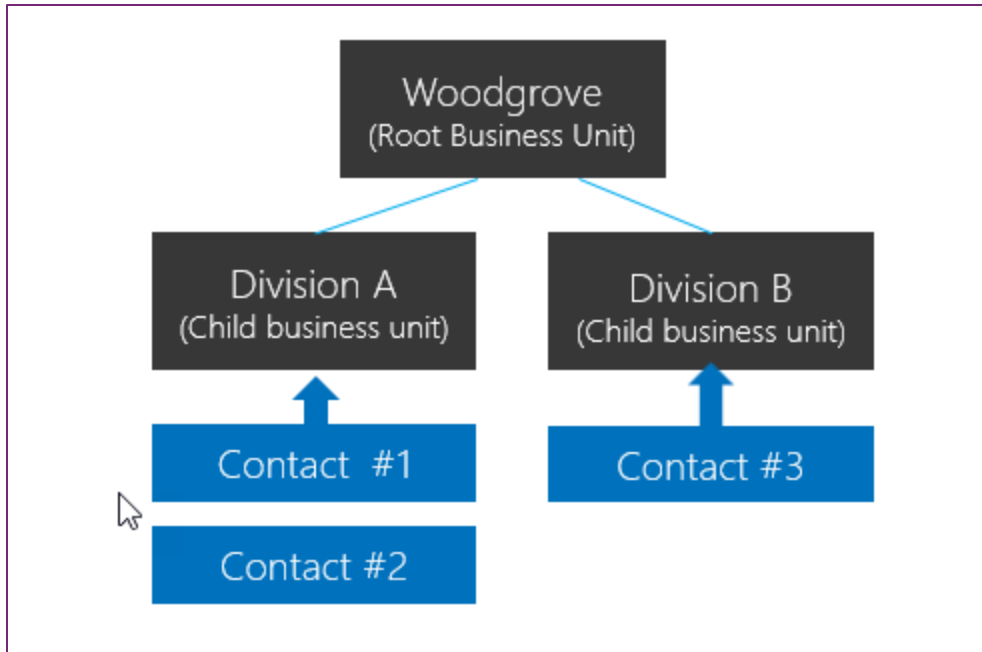 Woodgrove
(Root Business Unit)
Division A
(Child business unit)
Division B
(Child business unit)
Contact #1
Contact #2
Contact #3